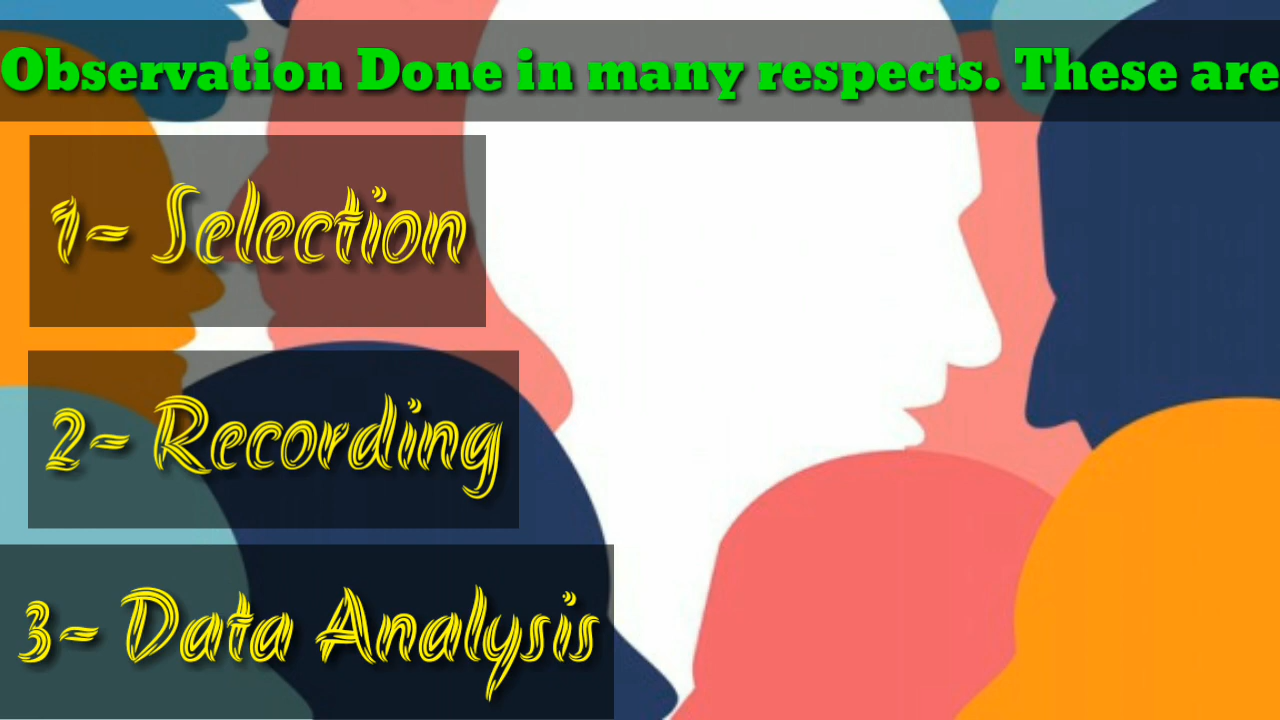 Observation Done in many respects. These are
1- Selection
2- Recording
3- Data Analysis